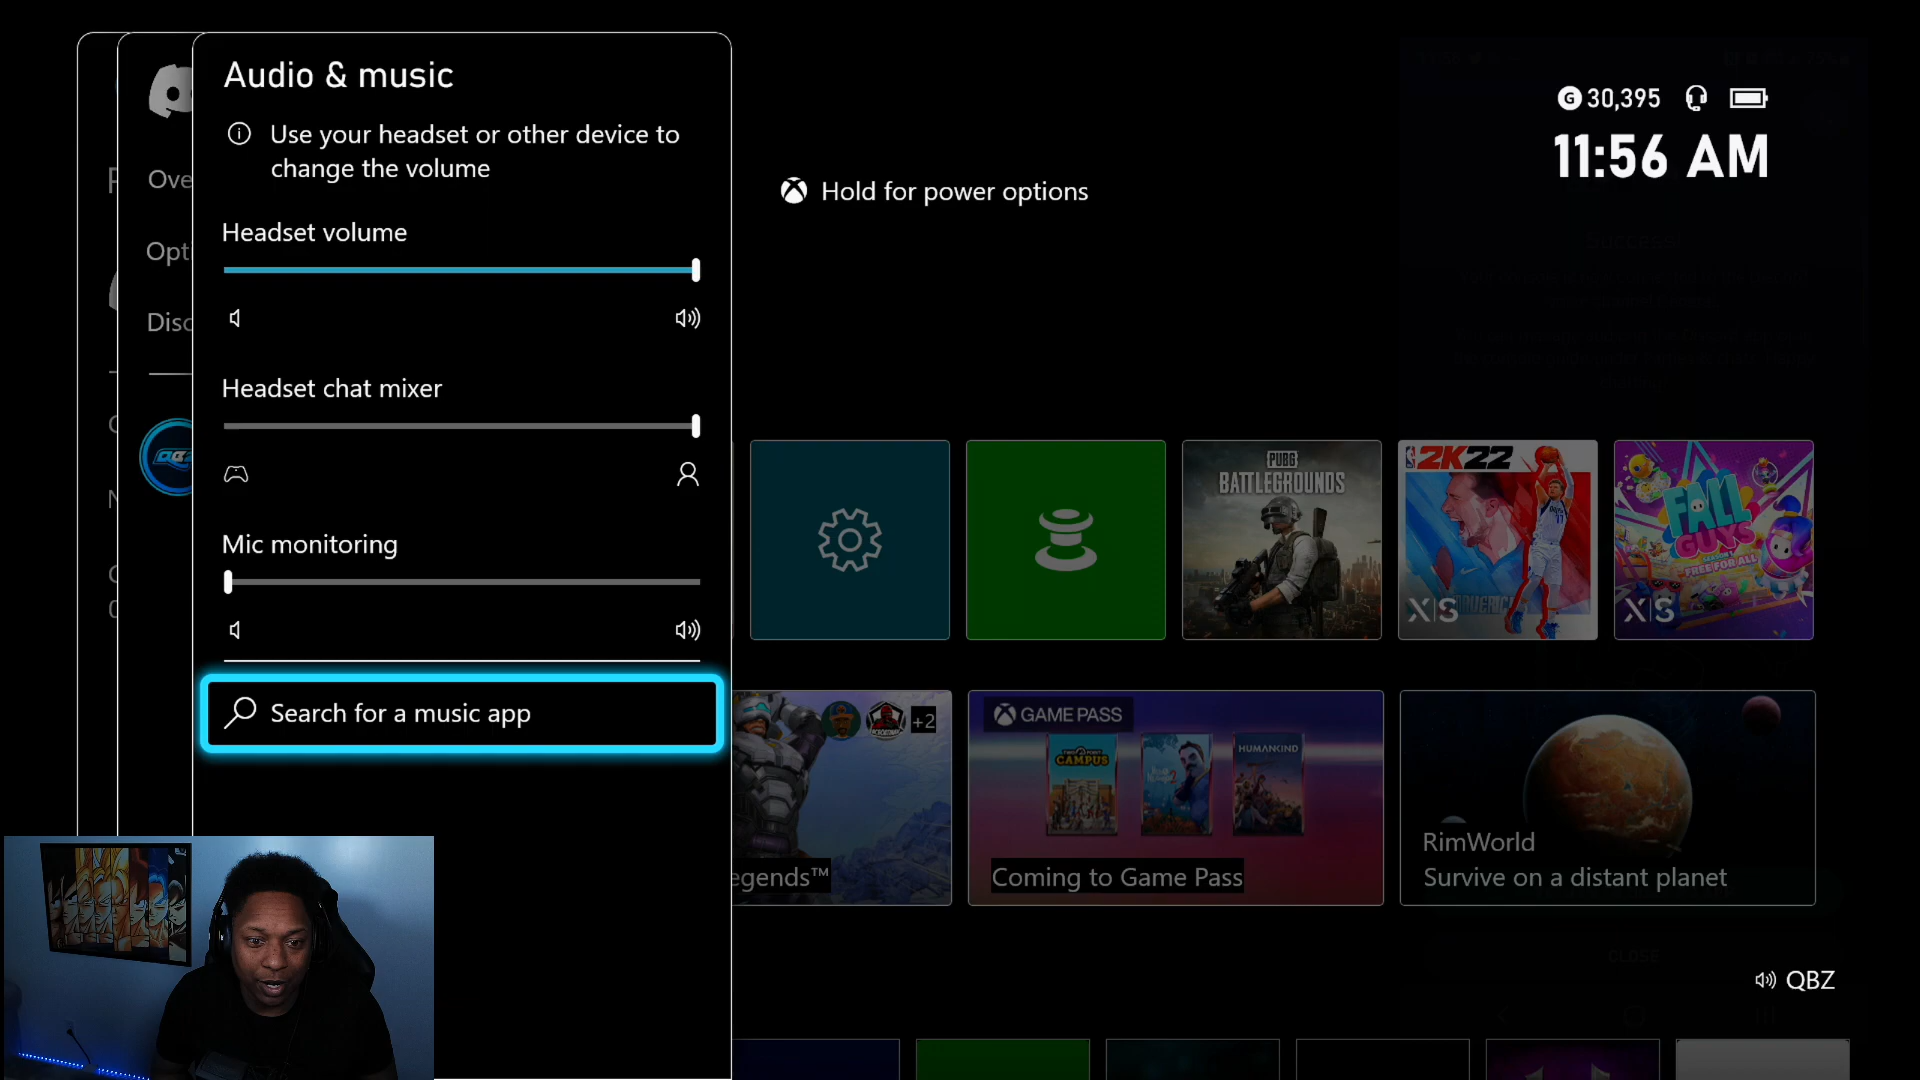 Audio & music
Use your headset or other device to
change the volume
Headset volume
Headset chat mixer
Mic monitoring
Search for a music app
Ove
Opti
Disc
G 30,395
11:56 AM
Hold for power options
Success!
PUBG
BATTLEGROUNDS
2K22
X|S
FALL
GUYS
FREE FOR ALL
X|S
+2
egends™
GAME PASS
CAMPUS
HUMANKIND
Coming to Game Pass
RimWorld
Survive on a distant planet
CLOSE
QBZ